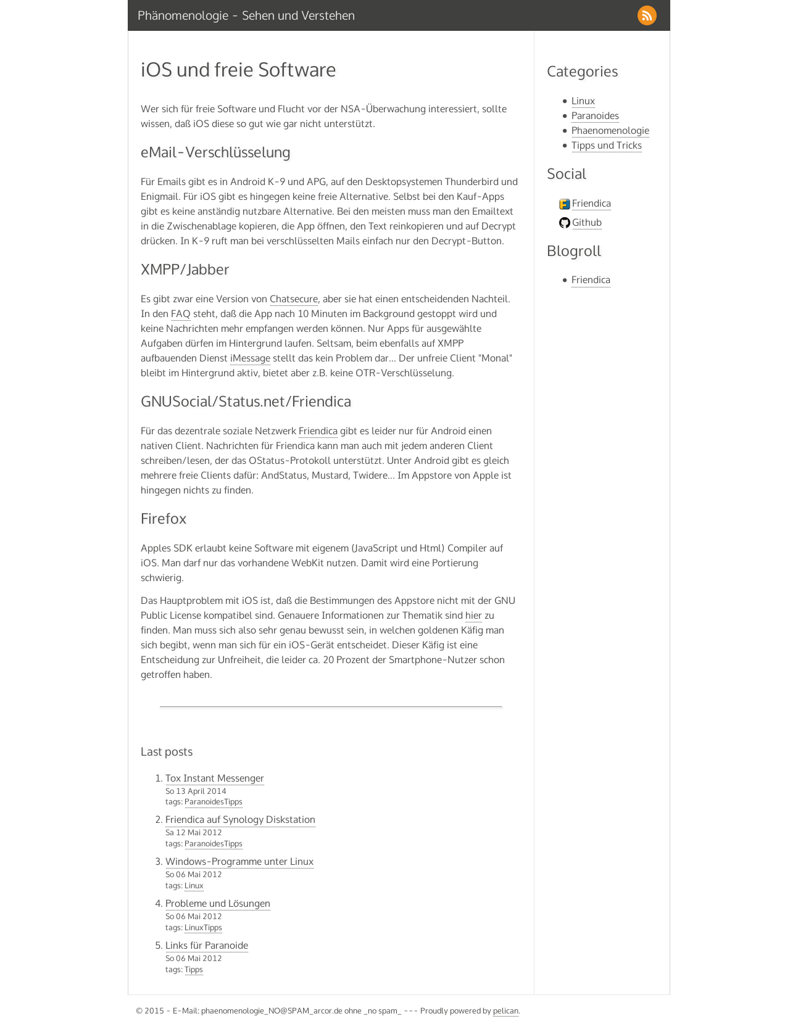 Phänomenologie - Sehen und Verstehen
iOS und freie Software
Wer sich für freie Software und Flucht vor der NSA-Überwachung interessiert, sollte
wissen, daß iOS diese so gut wie gar nicht unterstützt.
eMail-Verschlüsselung
Für Emails gibt es in Android K-9 und APG, auf den Desktopsystemen Thunderbird und
Enigmail. Für iOS gibt es hingegen keine freie Alternative. Selbst bei den Kauf-Apps
gibt es keine anständig nutzbare Alternative. Bei den meisten muss man den Emailtext
in die Zwischenablage kopieren, die App öffnen, den Text reinkopieren und auf Decrypt
drücken. In K-9 ruft man bei verschlüsselten Mails einfach nur den Decrypt-Button.
XMPP/Jabber
Es gibt zwar eine Version von Chatsecure, aber sie hat einen entscheidenden Nachteil.
In den FAQ steht, daß die App nach 10 Minuten im Background gestoppt wird und
keine Nachrichten mehr empfangen werden können. Nur Apps für ausgewählte
Aufgaben dürfen im Hintergrund laufen. Seltsam, beim ebenfalls auf XMPP
aufbauenden Dienst iMessage stellt das kein Problem dar... Der unfreie Client "Monal"
bleibt im Hintergrund aktiv, bietet aber z.B. keine OTR-Verschlüsselung.
GNUSocial/Status.net/Friendica
Für das dezentrale soziale Netzwerk Friendica gibt es leider nur für Android einen
nativen Client. Nachrichten für Friendica kann man auch mit jedem anderen Client
schreiben/lesen, der das OStatus-Protokoll unterstützt. Unter Android gibt es gleich
mehrere freie Clients dafür: AndStatus, Mustard, Twidere... Im Appstore von Apple ist
hingegen nichts zu finden.
Firefox
Apples SDK erlaubt keine Software mit eigenem (JavaScript und Html) Compiler auf
iOS. Man darf nur das vorhandene WebKit nutzen. Damit wird eine Portierung
schwierig.
Das Hauptproblem mit iOS ist, daß die Bestimmungen des Appstore nicht mit der GNU
Public License kompatibel sind. Genauere Informationen zur Thematik sind hier zu
finden. Man muss sich also sehr genau bewusst sein, in welchen goldenen Käfig man
sich begibt, wenn man sich für ein iOS-Gerät entscheidet. Dieser Käfig ist eine
Entscheidung zur Unfreiheit, die leider ca. 20 Prozent der Smartphone-Nutzer schon
getroffen haben.
Last posts
1. Tox Instant Messenger
So 13 April 2014
tags: ParanoidesTipps
2. Friendica auf Synology Diskstation
Sa 12 Mai 2012
tags: ParanoidesTipps
3. Windows-Programme unter Linux
So 06 Mai 2012
tags: Linux
4. Probleme und Lösungen
So 06 Mai 2012
tags: LinuxTipps
5. Links für Paranoide
So 06 Mai 2012
tags: Tipps
Categories
Linux
Paranoides
Phaenomenologie
Tipps und Tricks
Social
Friendica
Github
Blogroll
Friendica
© 2015 - E-Mail: phaenomenologie_NO@SPAM_arcor.de ohne _no spam_ --- Proudly powered by pelican.